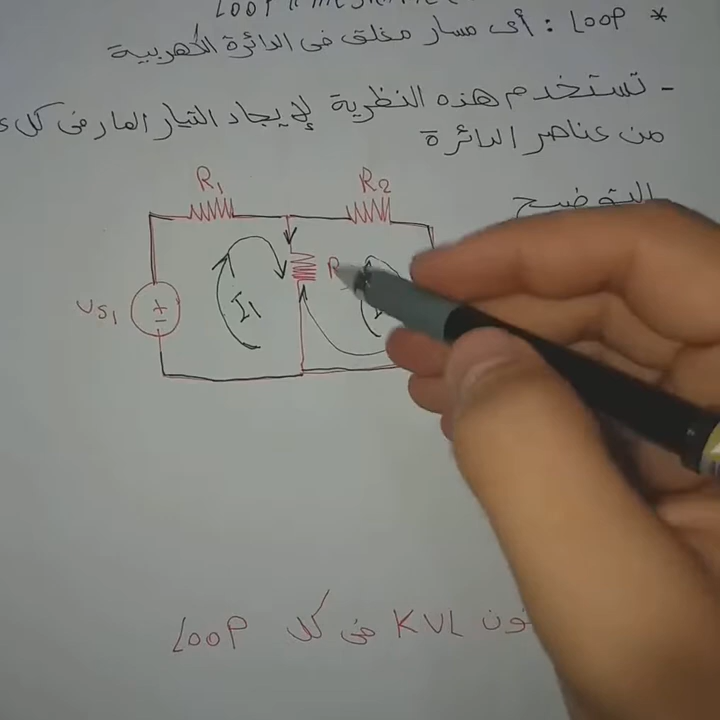 * LOOP : أى مسار مغلق فى الدائرة الكهربية
- تستخدم هذه النظرية لإيجاد التيار المار فى كل
من عناصر الدائرة
التوضيح
R1
R2
VS1
I1
R
KVL فى كل LOOP